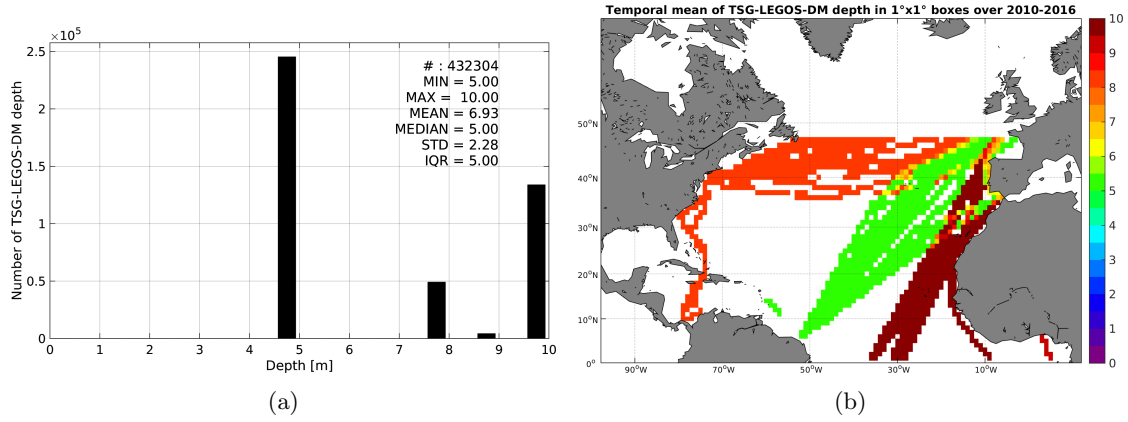 ×10⁵
2.5
2
1.5
1
0.5
0
0 1 2 3 4 5 6 7 8 9 10
Number of TSG-LEGOS-DM depth
Depth [m]
# : 432304
MIN = 5.00
MAX = 10.00
MEAN = 6.93
MEDIAN = 5.00
STD = 2.28
IQR = 5.00
(a)
Temporal mean of TSG-LEGOS-DM depth in 1°x1° boxes over 2010-2016
50°N
40°N
30°N
20°N
10°N
0°
90°W 70°W 50°W 30°W 10°W
10
9
8
7
6
5
4
3
2
1
0
(b)